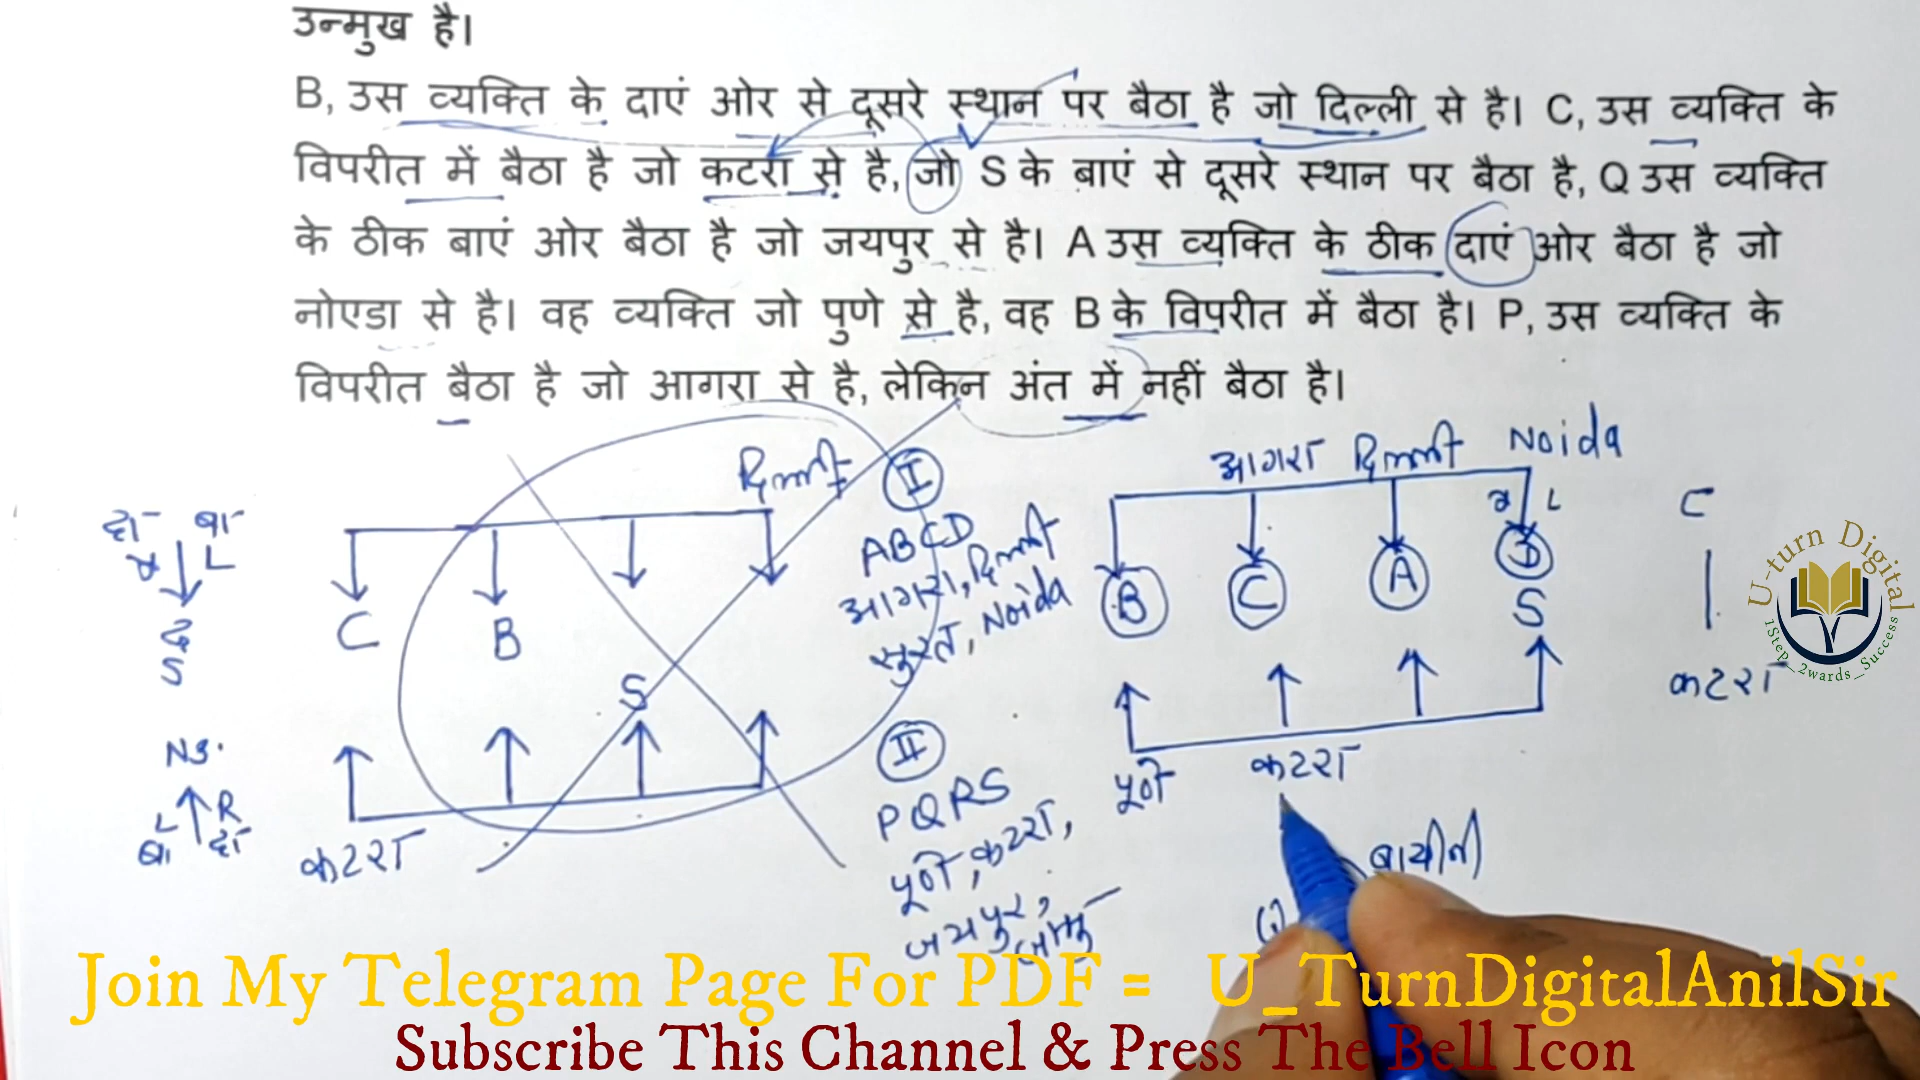 उन्मुख है।
B, उस व्यक्ति के दाएं ओर से दूसरे स्थान पर बैठा है जो दिल्ली से है। C, उस व्यक्ति के
विपरीत में बैठा है जो कटरा से है, जो S के बाएं से दूसरे स्थान पर बैठा है, Q उस व्यक्ति
के ठीक बाएं ओर बैठा है जो जयपुर से है। A उस व्यक्ति के ठीक दाएं ओर बैठा है जो
नोएडा से है। वह व्यक्ति जो पुणे से है, वह B के विपरीत में बैठा है। P, उस व्यक्ति के
विपरीत बैठा है जो आगरा से है, लेकिन अंत में नहीं बैठा है।
दिल्ली
I
आगरा दिल्ली Noida
दा बा
L
ABCD
L
C
आगरा, दिल्ली
सूरत, Noida
C B
B C A D
S
S
S
कटरा
U-turn Digital
1Step_2wards_Success
II
L R
बा दा
PQRS
पूणे, कटरा,
जयपुर,
जम्मू
कटरा
पूणे कटरा
Join My Telegram Page For PDF = U_TurnDigitalAnilSir
Subscribe This Channel & Press The Bell Icon